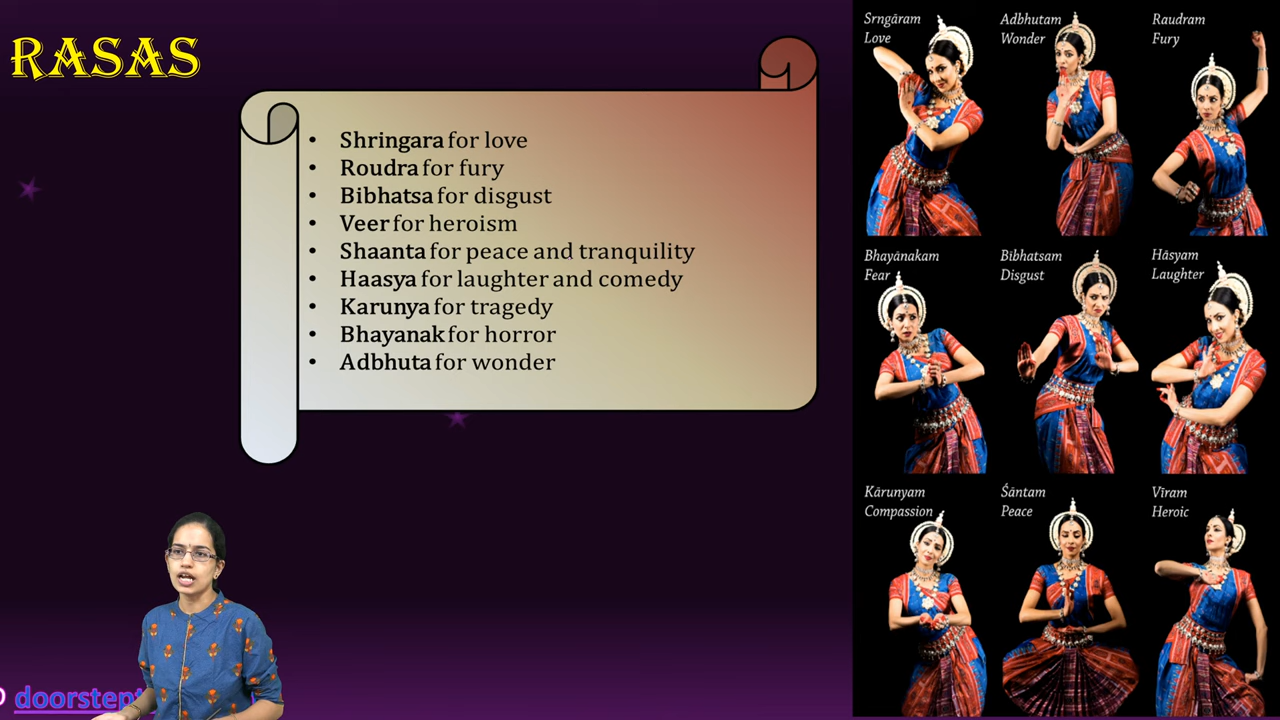 RASAS
• Shringara for love
• Roudra for fury
• Bibhatsa for disgust
• Veer for heroism
• Shaanta for peace and tranquility
• Haasya for laughter and comedy
• Karunya for tragedy
• Bhayanak for horror
• Adbhuta for wonder
Srngāram
Love
Adbhutam
Wonder
Raudram
Fury
Bhayānakam
Fear
Bībhatsam
Disgust
Hāsyam
Laughter
Kārunyam
Compassion
Śāntam
Peace
Vīram
Heroic